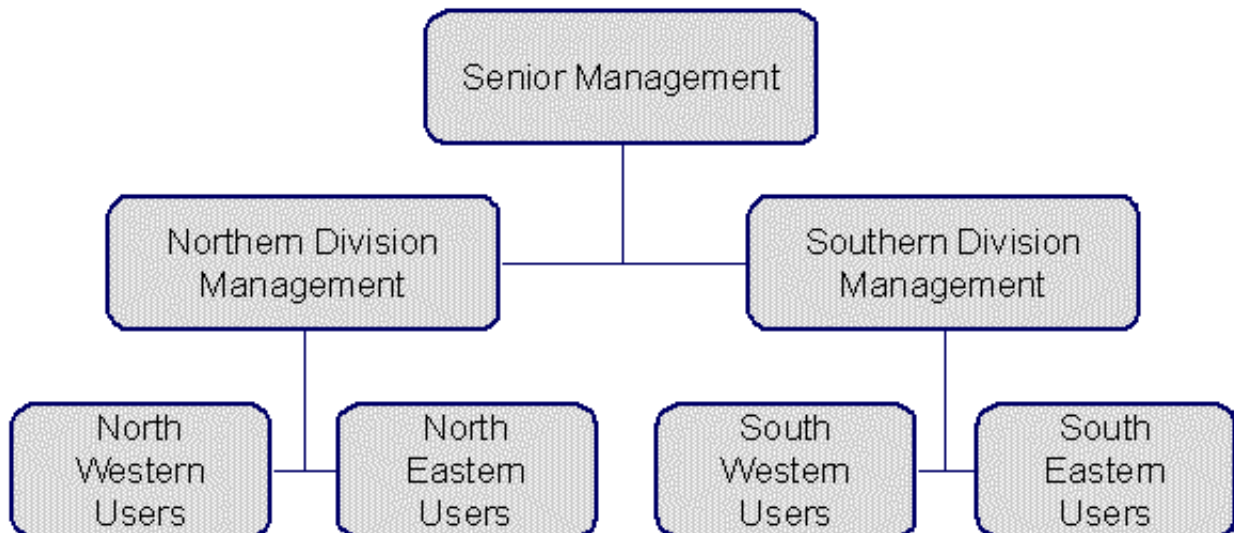 Senior Management
Northern Division
Management
Southern Division
Management
North
Western
Users
North
Eastern
Users
South
Western
Users
South
Eastern
Users